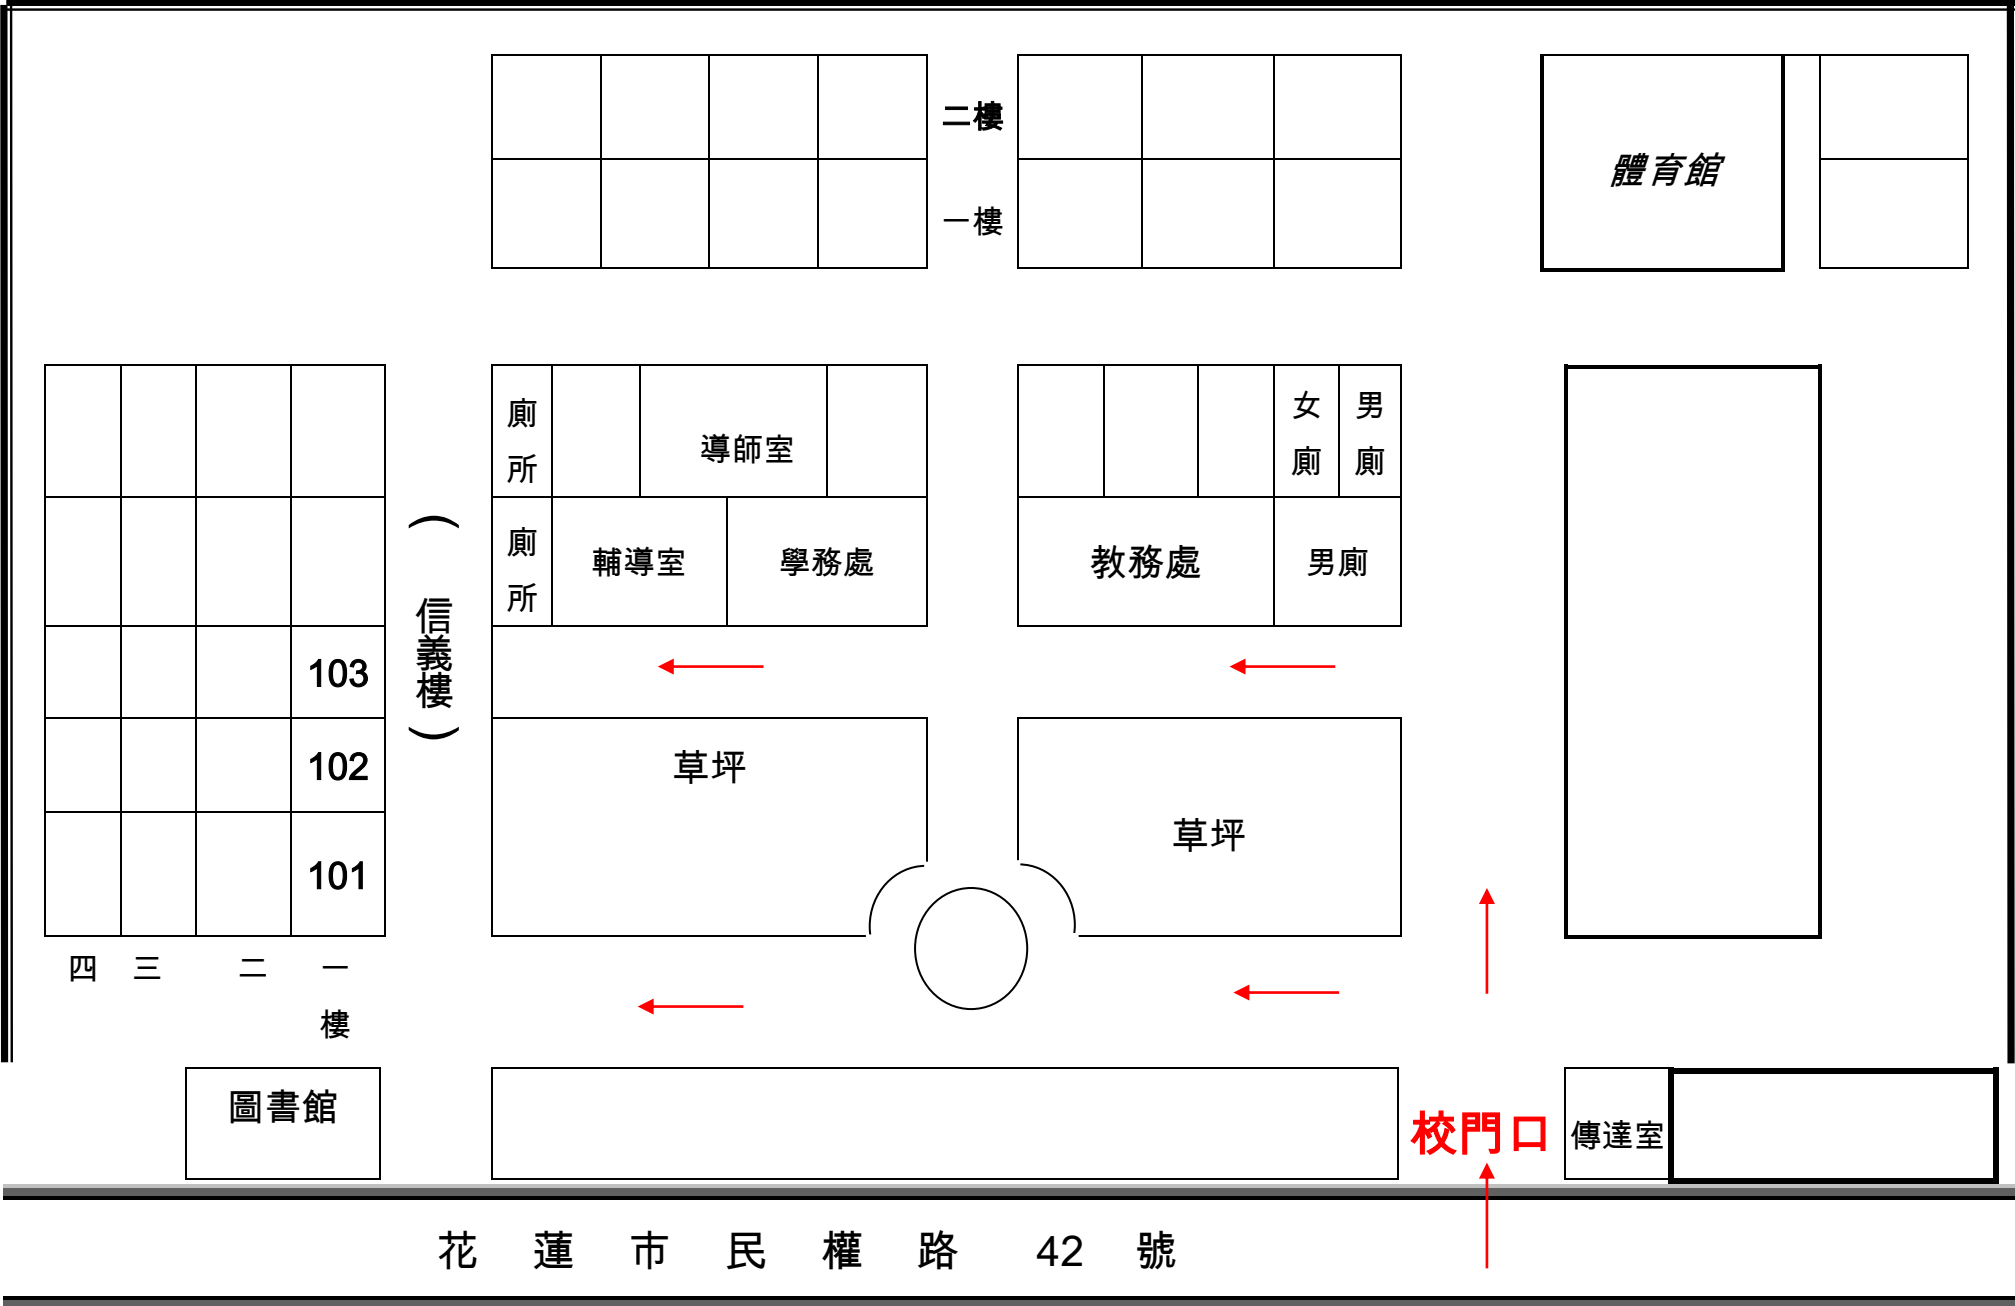 二樓
一樓
體育館
廁所
導師室
女廁
男廁
廁所
輔導室
學務處
教務處
男廁
(信義樓)
103
102
101
草坪
草坪
四 三 二 一樓
圖書館
校門口
傳達室
花蓮市民權路 42 號